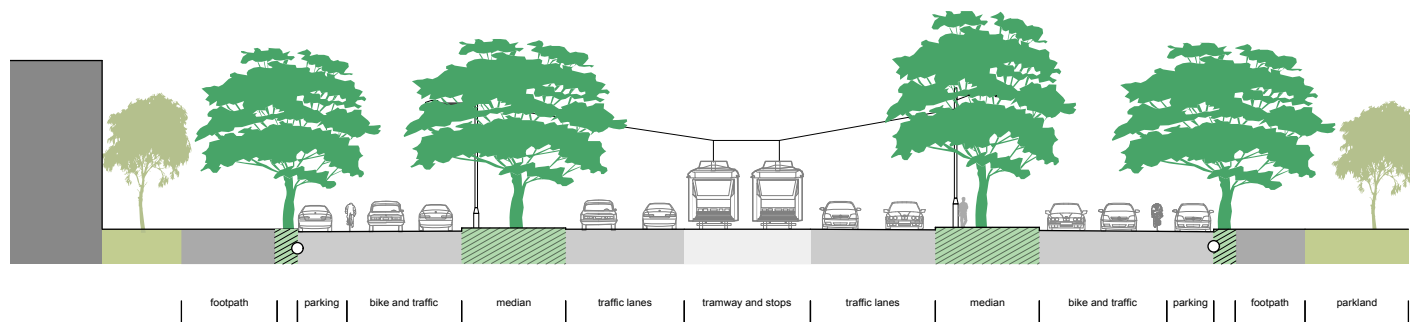 footpath
parking
bike and traffic
median
traffic lanes
tramway and stops
traffic lanes
median
bike and traffic
parking
footpath
parkland